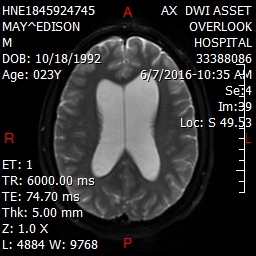 HNE1845924745
AX DWI ASSET
MAY^EDISON
OVERLOOK
M
HOSPITAL
DOB: 10/18/1992
33388086
Age: 023Y
6/7/2016-10:35 AM
Se:4
Im:39
Loc: S 49.53
A
R
L
ET: 1
TR: 6000.00 ms
TE: 74.70 ms
Thk: 5.00 mm
Z: 1.0 X
L: 4884 W: 9768
P